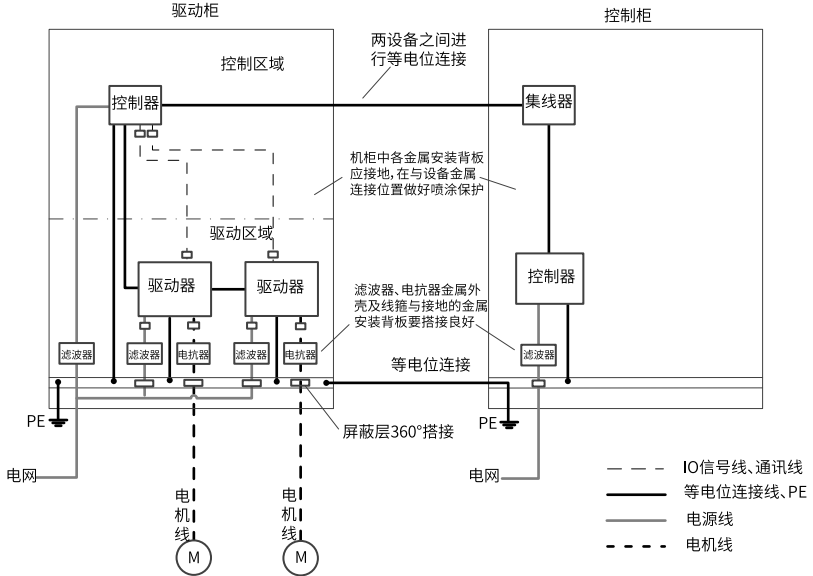 驱动柜
控制柜
两设备之间进
行等电位连接
控制区域
控制器
集线器
机柜中各金属安装背板
应接地,在与设备金属
连接位置做好喷涂保护
驱动区域
驱动器
驱动器
控制器
滤波器、电抗器金属外
壳及线箍与接地的金属
安装背板要搭接良好
滤波器
滤波器
电抗器
滤波器
电抗器
滤波器
等电位连接
PE
PE
屏蔽层360°搭接
电网
电网
IO信号线、通讯线
等电位连接线、PE
电源线
电机线
电机线
电机线
M
M